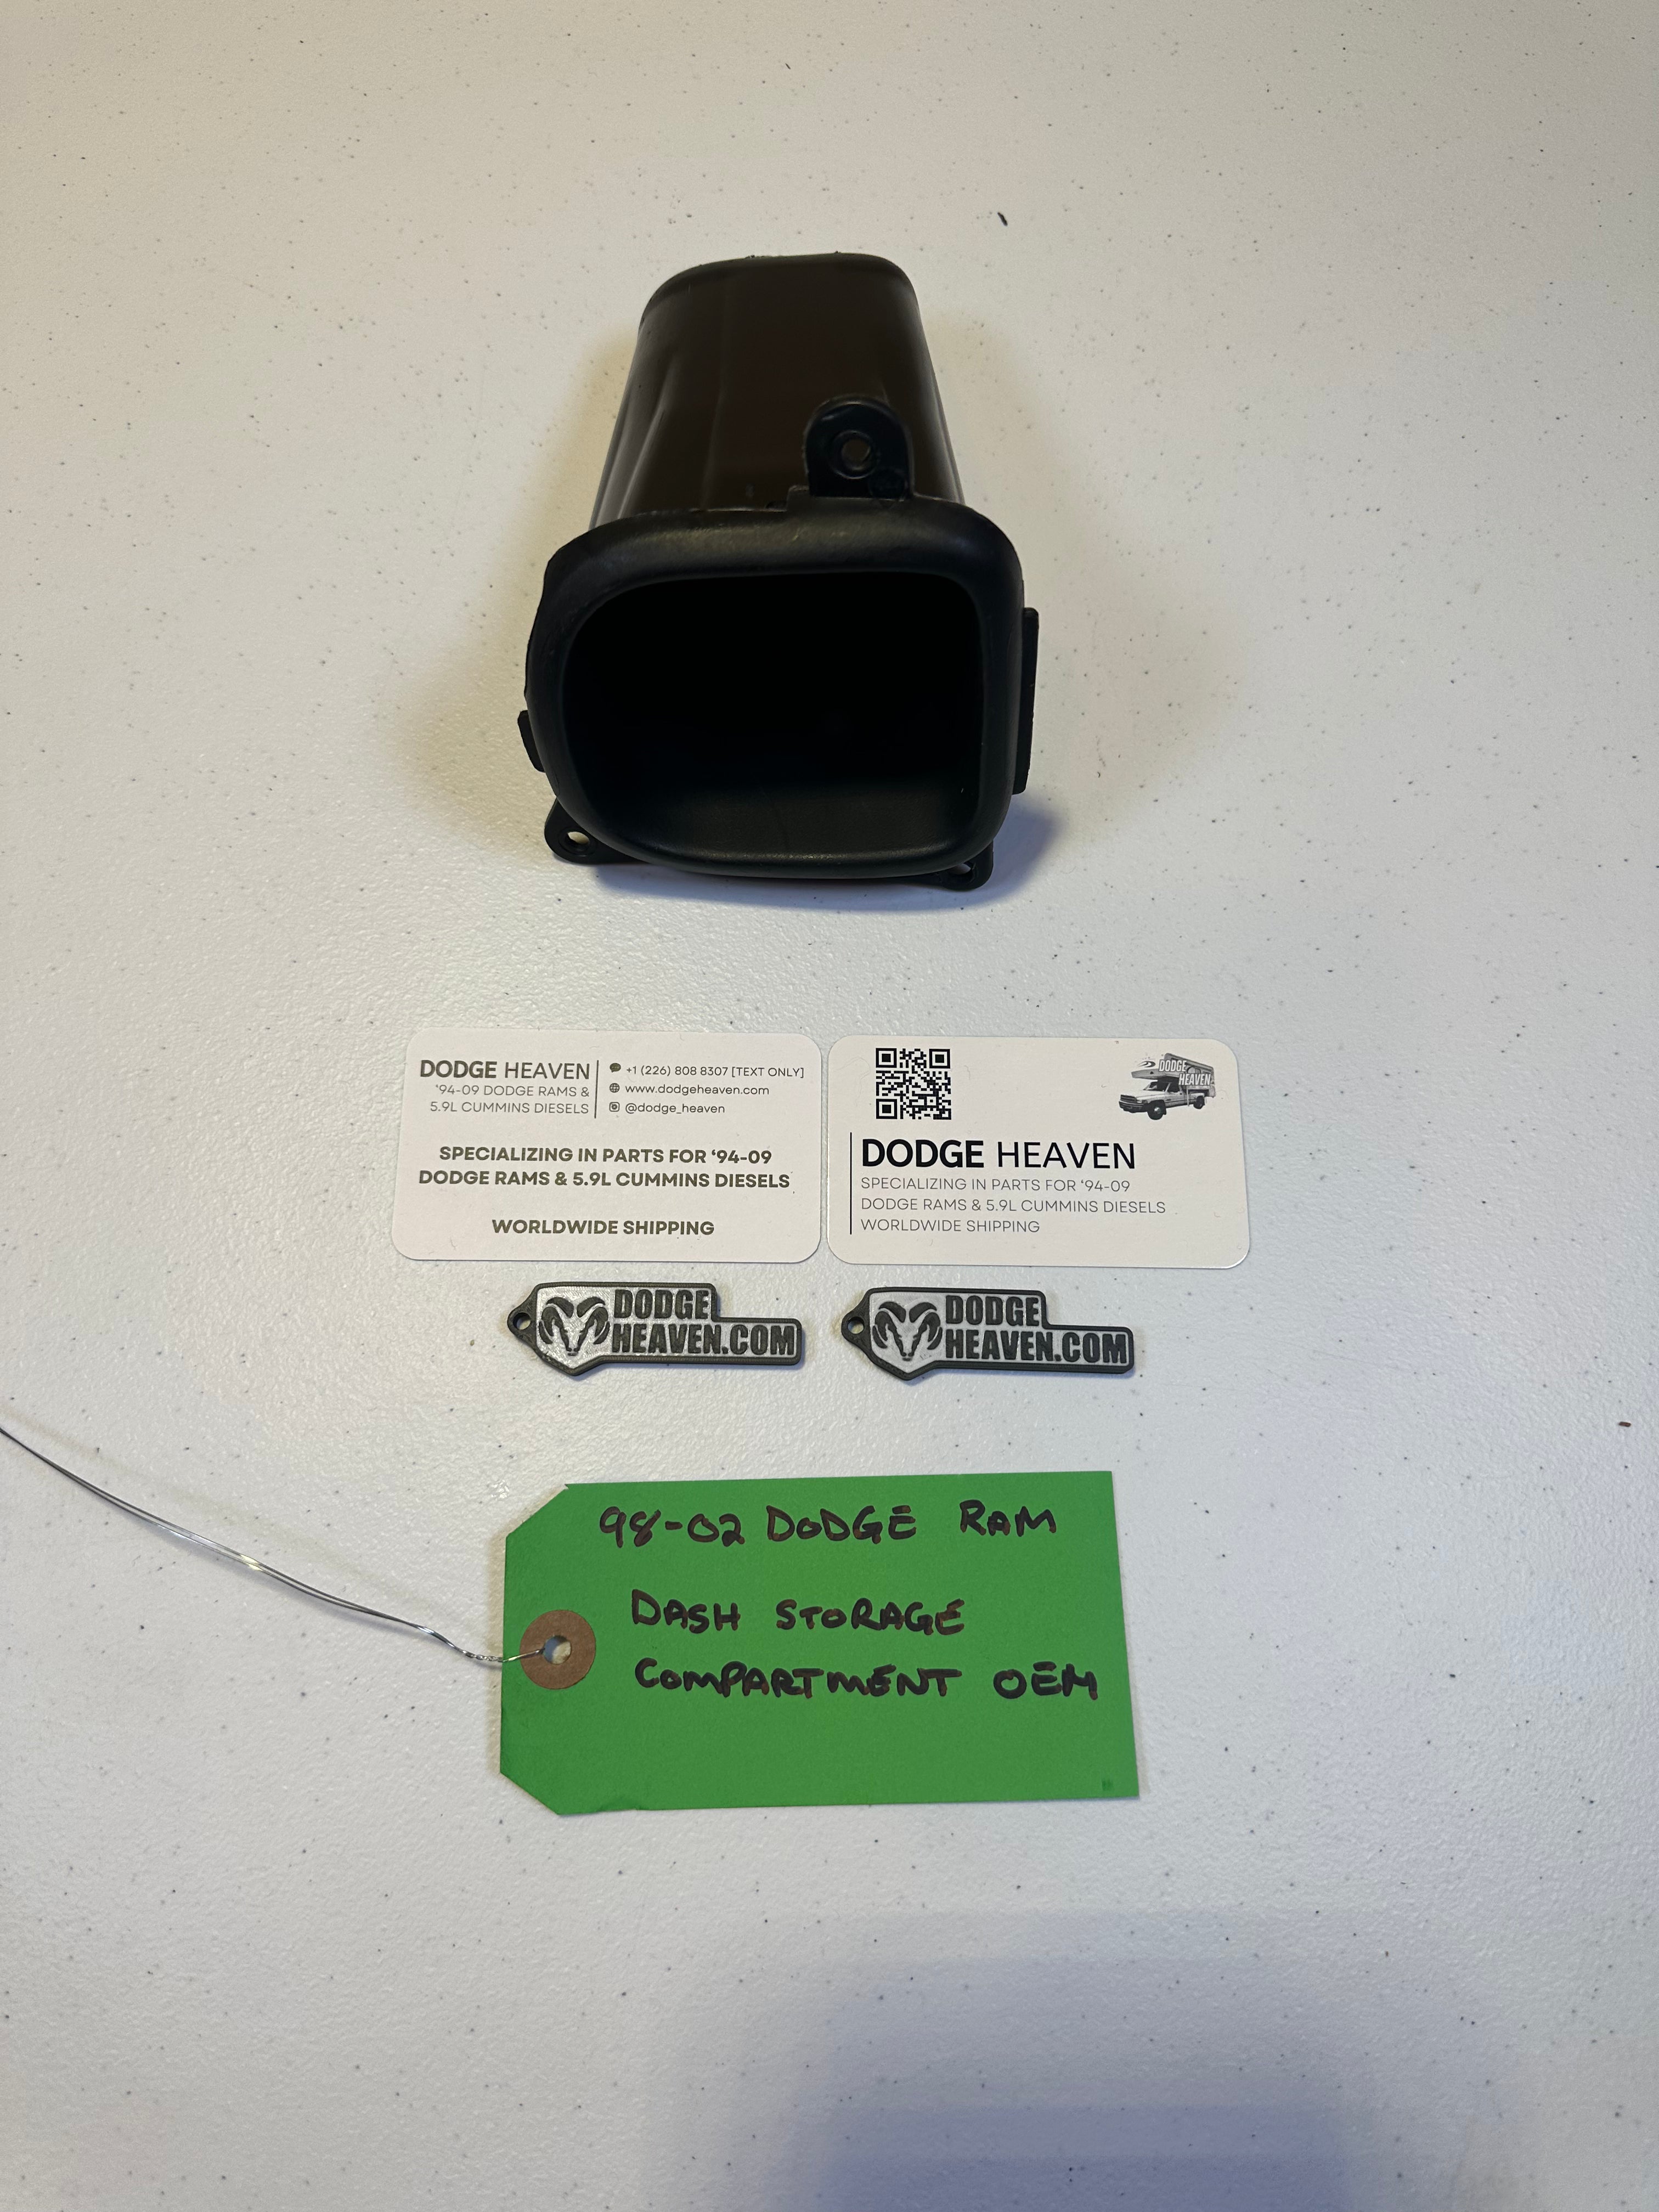 DODGE HEAVEN
'94-09 DODGE RAMS &
5.9L CUMMINS DIESELS
+1 (226) 808 8307 [TEXT ONLY]
www.dodgeheaven.com
@dodge_heaven
SPECIALIZING IN PARTS FOR '94-09
DODGE RAMS & 5.9L CUMMINS DIESELS
WORLDWIDE SHIPPING
DODGE
HEAVEN
DODGE HEAVEN
SPECIALIZING IN PARTS FOR '94-09
DODGE RAMS & 5.9L CUMMINS DIESELS
WORLDWIDE SHIPPING
DODGE
HEAVEN.COM
DODGE
HEAVEN.COM
98-02 DODGE RAM
DASH STORAGE
COMPARTMENT OEM